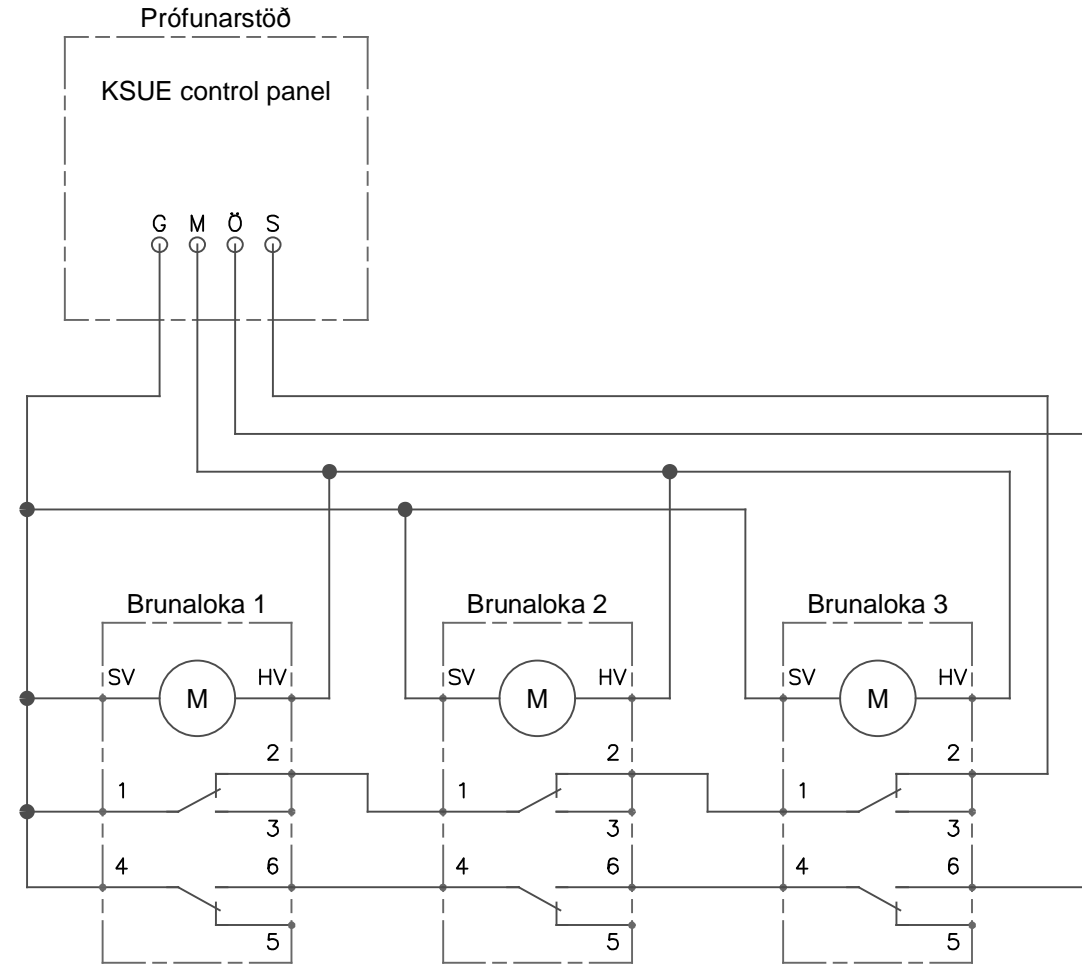 Prófunarstöð
KSUE control panel
G M Ö S
Brunaloka 1 Brunaloka 2 Brunaloka 3
SV M HV SV M HV SV M HV
2 2 2
1 1 1
3 3 3
4 6 4 6 4 6
5 5 5